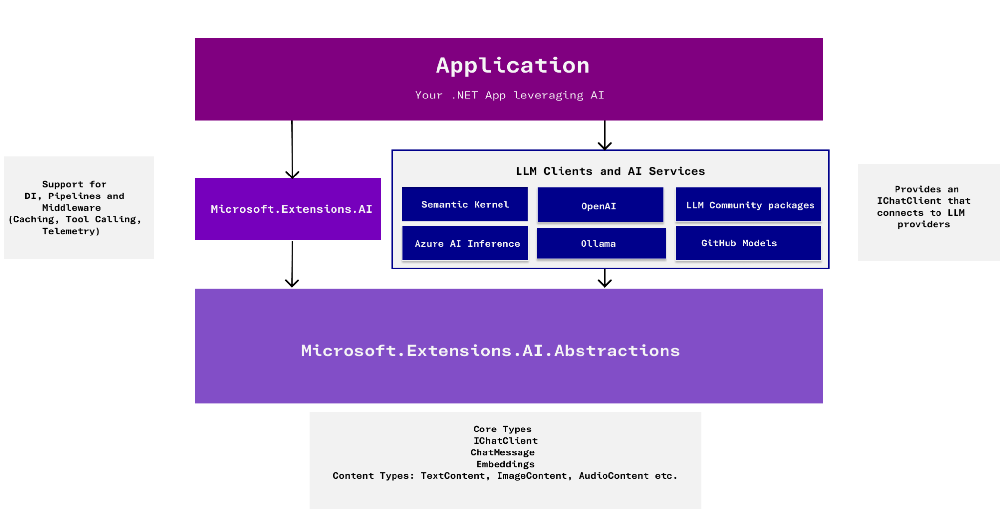 Application
Your .NET App leveraging AI
Support for
DI, Pipelines and
Middleware
(Caching, Tool Calling,
Telemetry)
Microsoft.Extensions.AI
LLM Clients and AI Services
Semantic Kernel
OpenAI
LLM Community packages
Azure AI Inference
Ollama
GitHub Models
Provides an
IChatClient that
connects to LLM
providers
Microsoft.Extensions.AI.Abstractions
Core Types
IChatClient
ChatMessage
Embeddings
Content Types: TextContent, ImageContent, AudioContent etc.